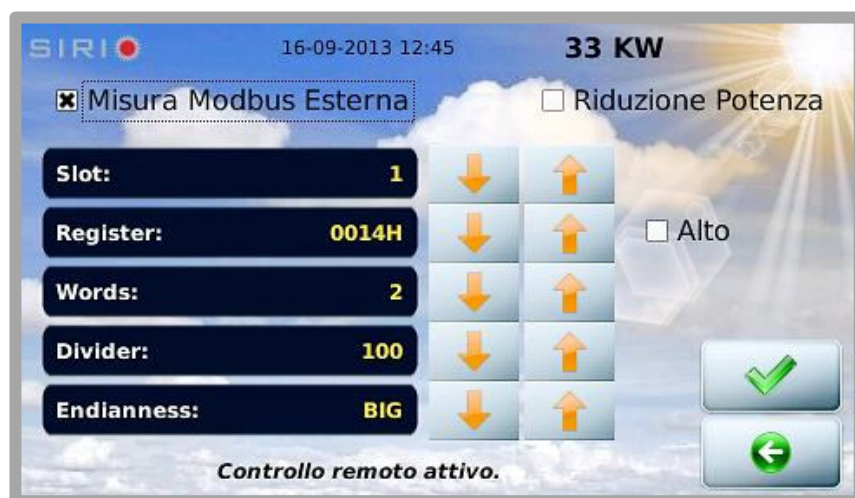 SIRIO 16-09-2013 12:45 33 KW
Misura Modbus Esterna Riduzione Potenza
Slot: 1
Register: 0014H Alto
Words: 2
Divider: 100
Endianness: BIG
Controllo remoto attivo.